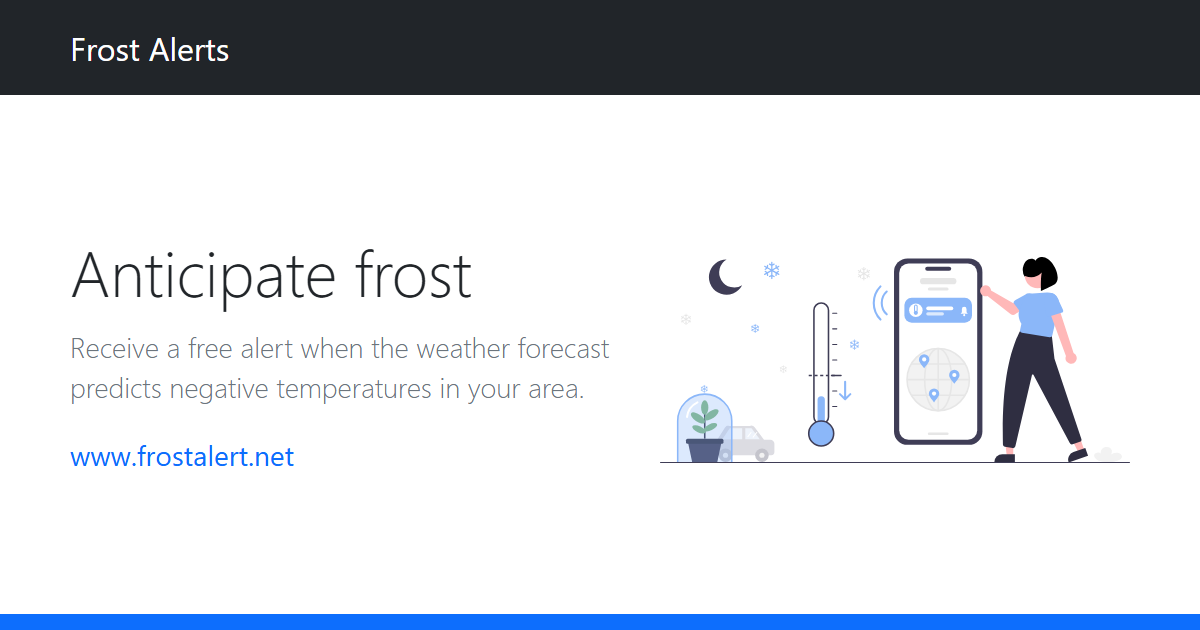 Frost Alerts
Anticipate frost
Receive a free alert when the weather forecast
predicts negative temperatures in your area.
www.frostalert.net